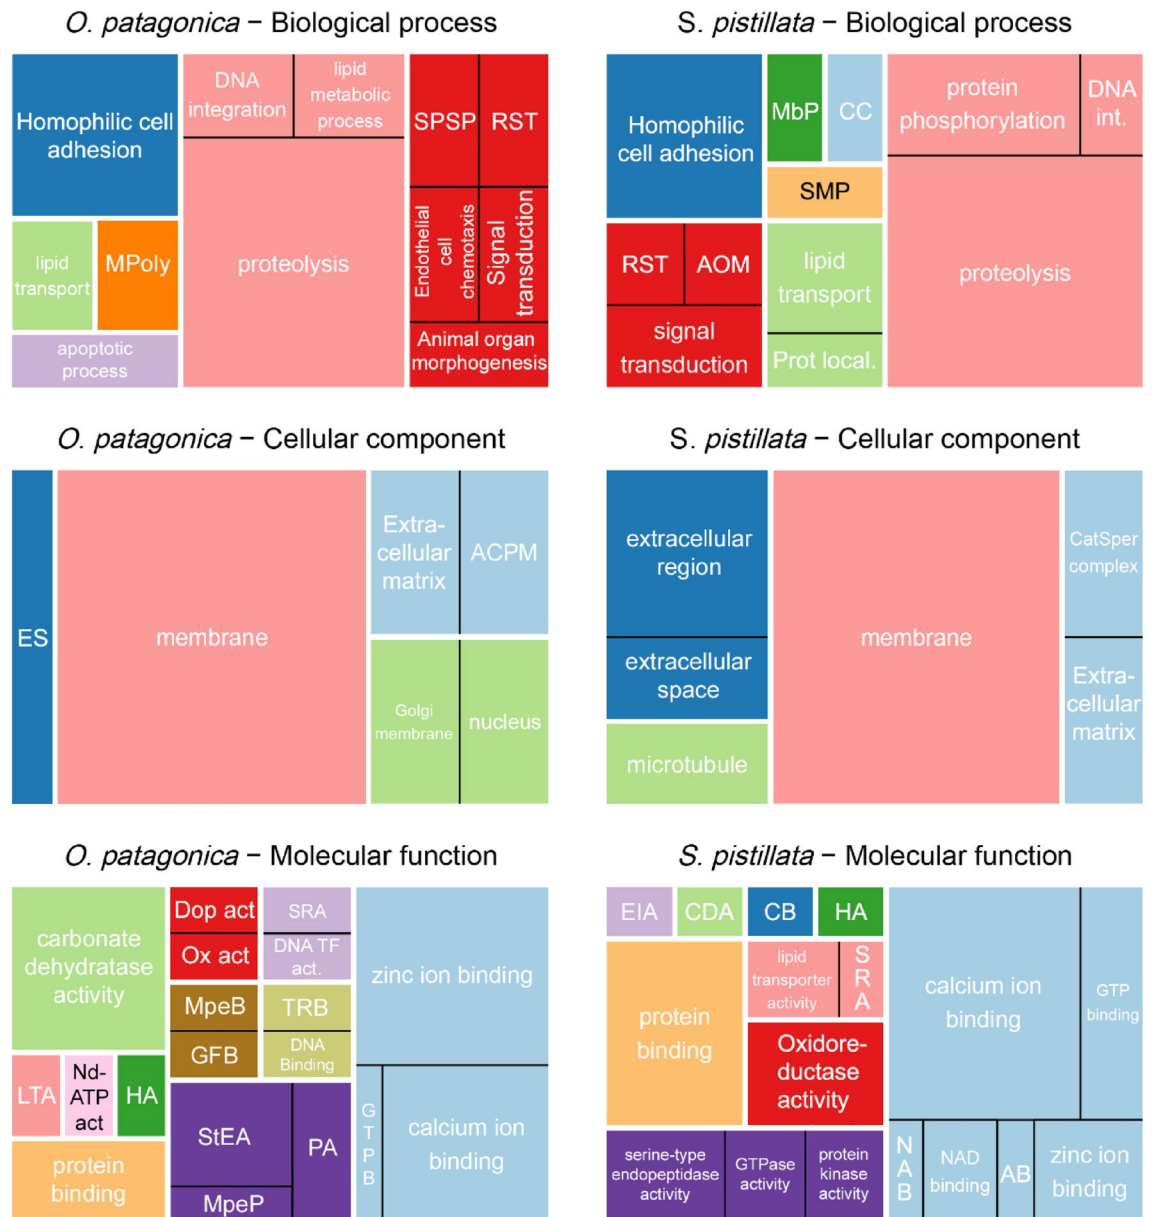 O. patagonica − Biological process
Homophilic cell
adhesion
DNA
integration
lipid
metabolic
process
SPSP
RST
lipid
transport
MPoly
proteolysis
Endothelial
cell
chemotaxis
Signal
transduction
apoptotic
process
Animal organ
morphogenesis
S. pistillata − Biological process
Homophilic
cell adhesion
MbP
CC
protein
phosphorylation
DNA
int.
SMP
RST
AOM
lipid
transport
proteolysis
signal
transduction
Prot local.
O. patagonica − Cellular component
ES
membrane
Extra-
cellular
matrix
ACPM
Golgi
membrane
nucleus
S. pistillata − Cellular component
extracellular
region
membrane
CatSper
complex
extracellular
space
Extra-
cellular
matrix
microtubule
O. patagonica − Molecular function
carbonate
dehydratase
activity
Dop act
Ox act
SRA
DNA TF
act.
zinc ion binding
MpeB
GFB
TRB
DNA
Binding
LTA
Nd-
ATP
act
HA
StEA
PA
MpeP
G
T
P
B
calcium ion
binding
protein
binding
S. pistillata − Molecular function
EIA
CDA
CB
HA
protein
binding
lipid
transporter
activity
S
R
A
calcium ion
binding
GTP
binding
Oxidore-
ductase
activity
serine-type
endopeptidase
activity
GTPase
activity
protein
kinase
activity
N
A
B
NAD
binding
AB
zinc ion
binding